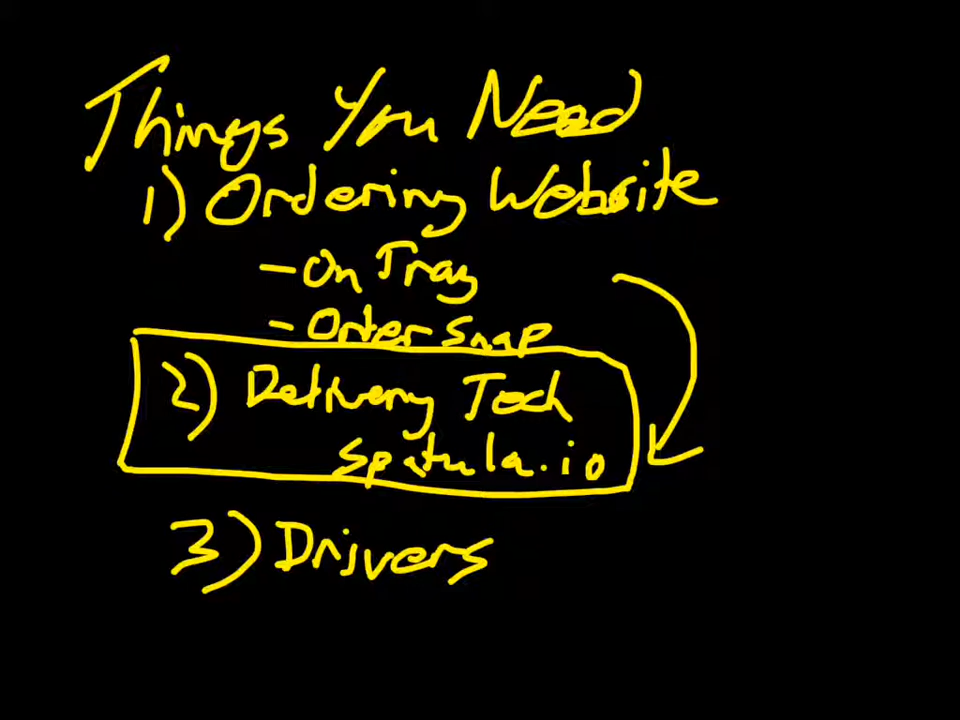 Things You Need
1) Ordering Website
- On Tray
- Order Snap
2) Delivery Tech
Spatula.io
3) Drivers